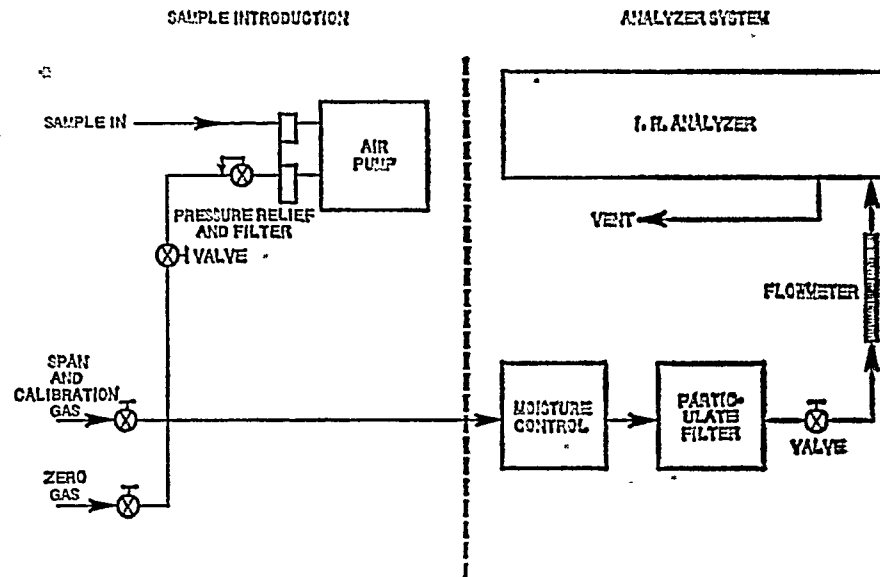 SAMPLE INTRODUCTION
ANALYZER SYSTEM
SAMPLE IN
AIR
PUMP
I. R. ANALYZER
PRESSURE RELIEF
AND FILTER
VALVE
VENT
FLOWMETER
SPAN
AND
CALIBRATION
GAS
MOISTURE
CONTROL
PARTIC-
ULATE
FILTER
VALVE
ZERO
GAS